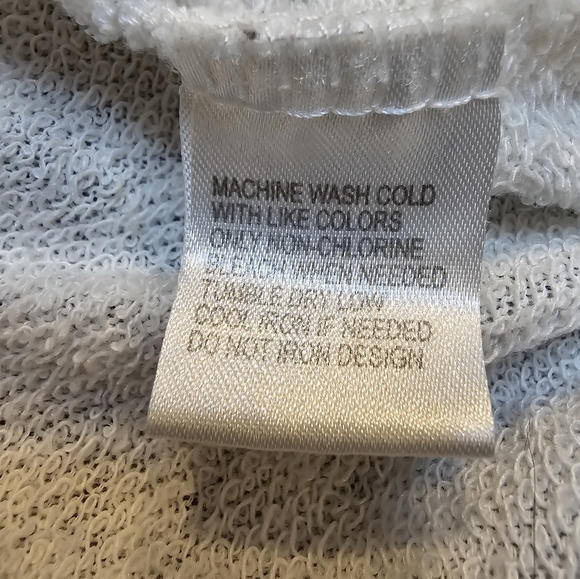 MACHINE WASH COLD
WITH LIKE COLORS
ONLY NON-CHLORINE
BLEACH WHEN NEEDED
TUMBLE DRY LOW
COOL IRON IF NEEDED
DO NOT IRON DESIGN